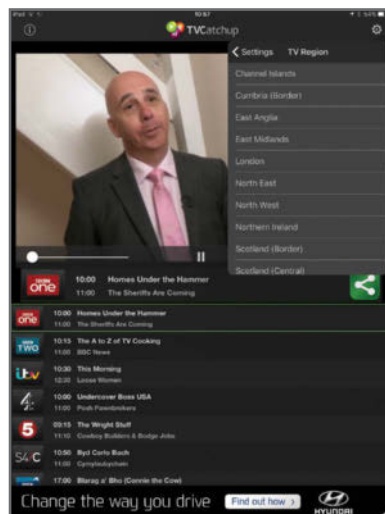 iPad
10:57
54%
TVCatchup
Settings
TV Region
Channel Islands
Cumbria (Border)
East Anglia
East Midlands
London
North East
North West
Northern Ireland
Scotland (Border)
Scotland (Central)
BBC one
10:00 Homes Under the Hammer
11:00 The Sheriffs Are Coming
BBC one
10:00 Homes Under the Hammer
11:00 The Sheriffs Are Coming
BBC TWO
10:15 The A to Z of TV Cooking
11:00 BBC News
itv
10:30 This Morning
12:30 Loose Women
4
10:00 Undercover Boss USA
11:00 Posh Pawnbrokers
5
09:15 The Wright Stuff
11:10 Cowboy Builders & Bodge Jobs
S4C
10:50 Byd Carlo Bach
11:00 Cymylaubychain
17:00 Blarag a' Bho (Connie the Cow)
Change the way you drive
Find out how
HYUNDAI